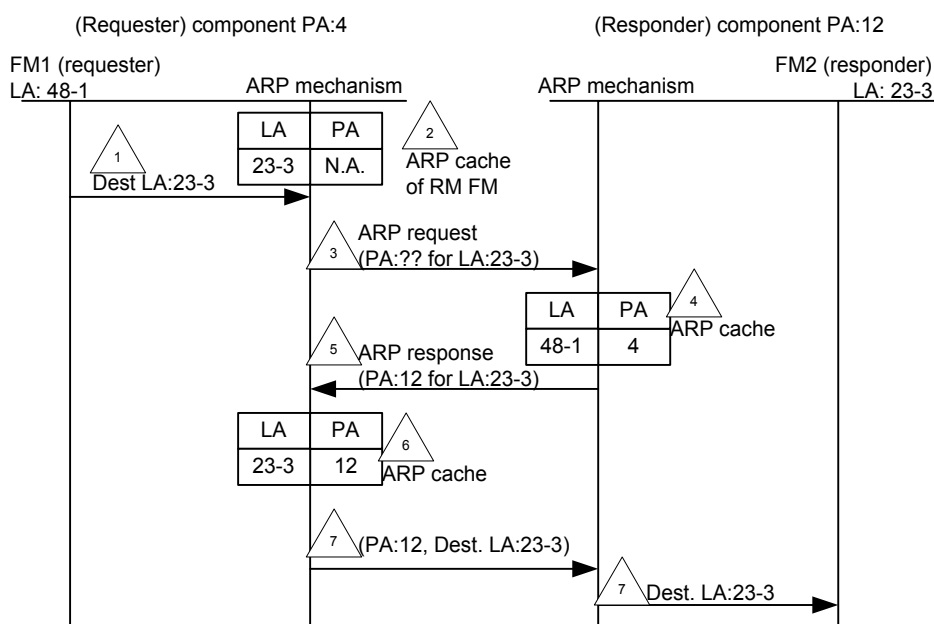 (Requester) component PA:4
(Responder) component PA:12
FM1 (requester)
LA: 48-1
ARP mechanism
ARP mechanism
FM2 (responder)
LA: 23-3
LA PA
23-3 N.A.
2
ARP cache
of RM FM
1
Dest LA:23-3
3
ARP request
(PA:?? for LA:23-3)
LA PA
48-1 4
4
ARP cache
5
ARP response
(PA:12 for LA:23-3)
LA PA
23-3 12
6
ARP cache
7
(PA:12, Dest. LA:23-3)
7
Dest. LA:23-3